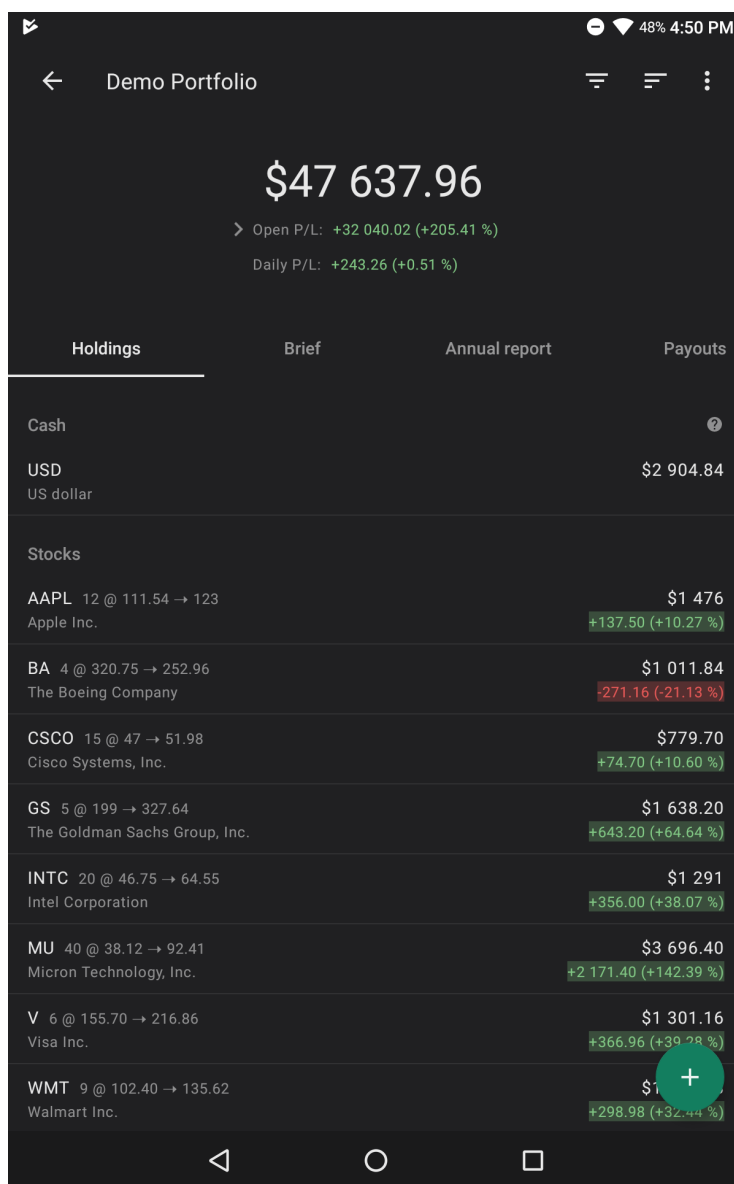 48% 4:50 PM
Demo Portfolio
$47 637.96
Open P/L: +32 040.02 (+205.41 %)
Daily P/L: +243.26 (+0.51 %)
Holdings Brief Annual report Payouts
Cash
USD $2 904.84
US dollar
Stocks
AAPL 12 @ 111.54 → 123 $1 476
Apple Inc. +137.50 (+10.27 %)
BA 4 @ 320.75 → 252.96 $1 011.84
The Boeing Company -271.16 (-21.13 %)
CSCO 15 @ 47 → 51.98 $779.70
Cisco Systems, Inc. +74.70 (+10.60 %)
GS 5 @ 199 → 327.64 $1 638.20
The Goldman Sachs Group, Inc. +643.20 (+64.64 %)
INTC 20 @ 46.75 → 64.55 $1 291
Intel Corporation +356.00 (+38.07 %)
MU 40 @ 38.12 → 92.41 $3 696.40
Micron Technology, Inc. +2 171.40 (+142.39 %)
V 6 @ 155.70 → 216.86 $1 301.16
Visa Inc. +366.96 (+39.28 %)
WMT 9 @ 102.40 → 135.62
Walmart Inc. +298.98 (+32.44 %)